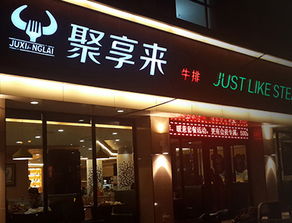 聚享来
JUXIANGLAI
牛排
JUST LIKE STE